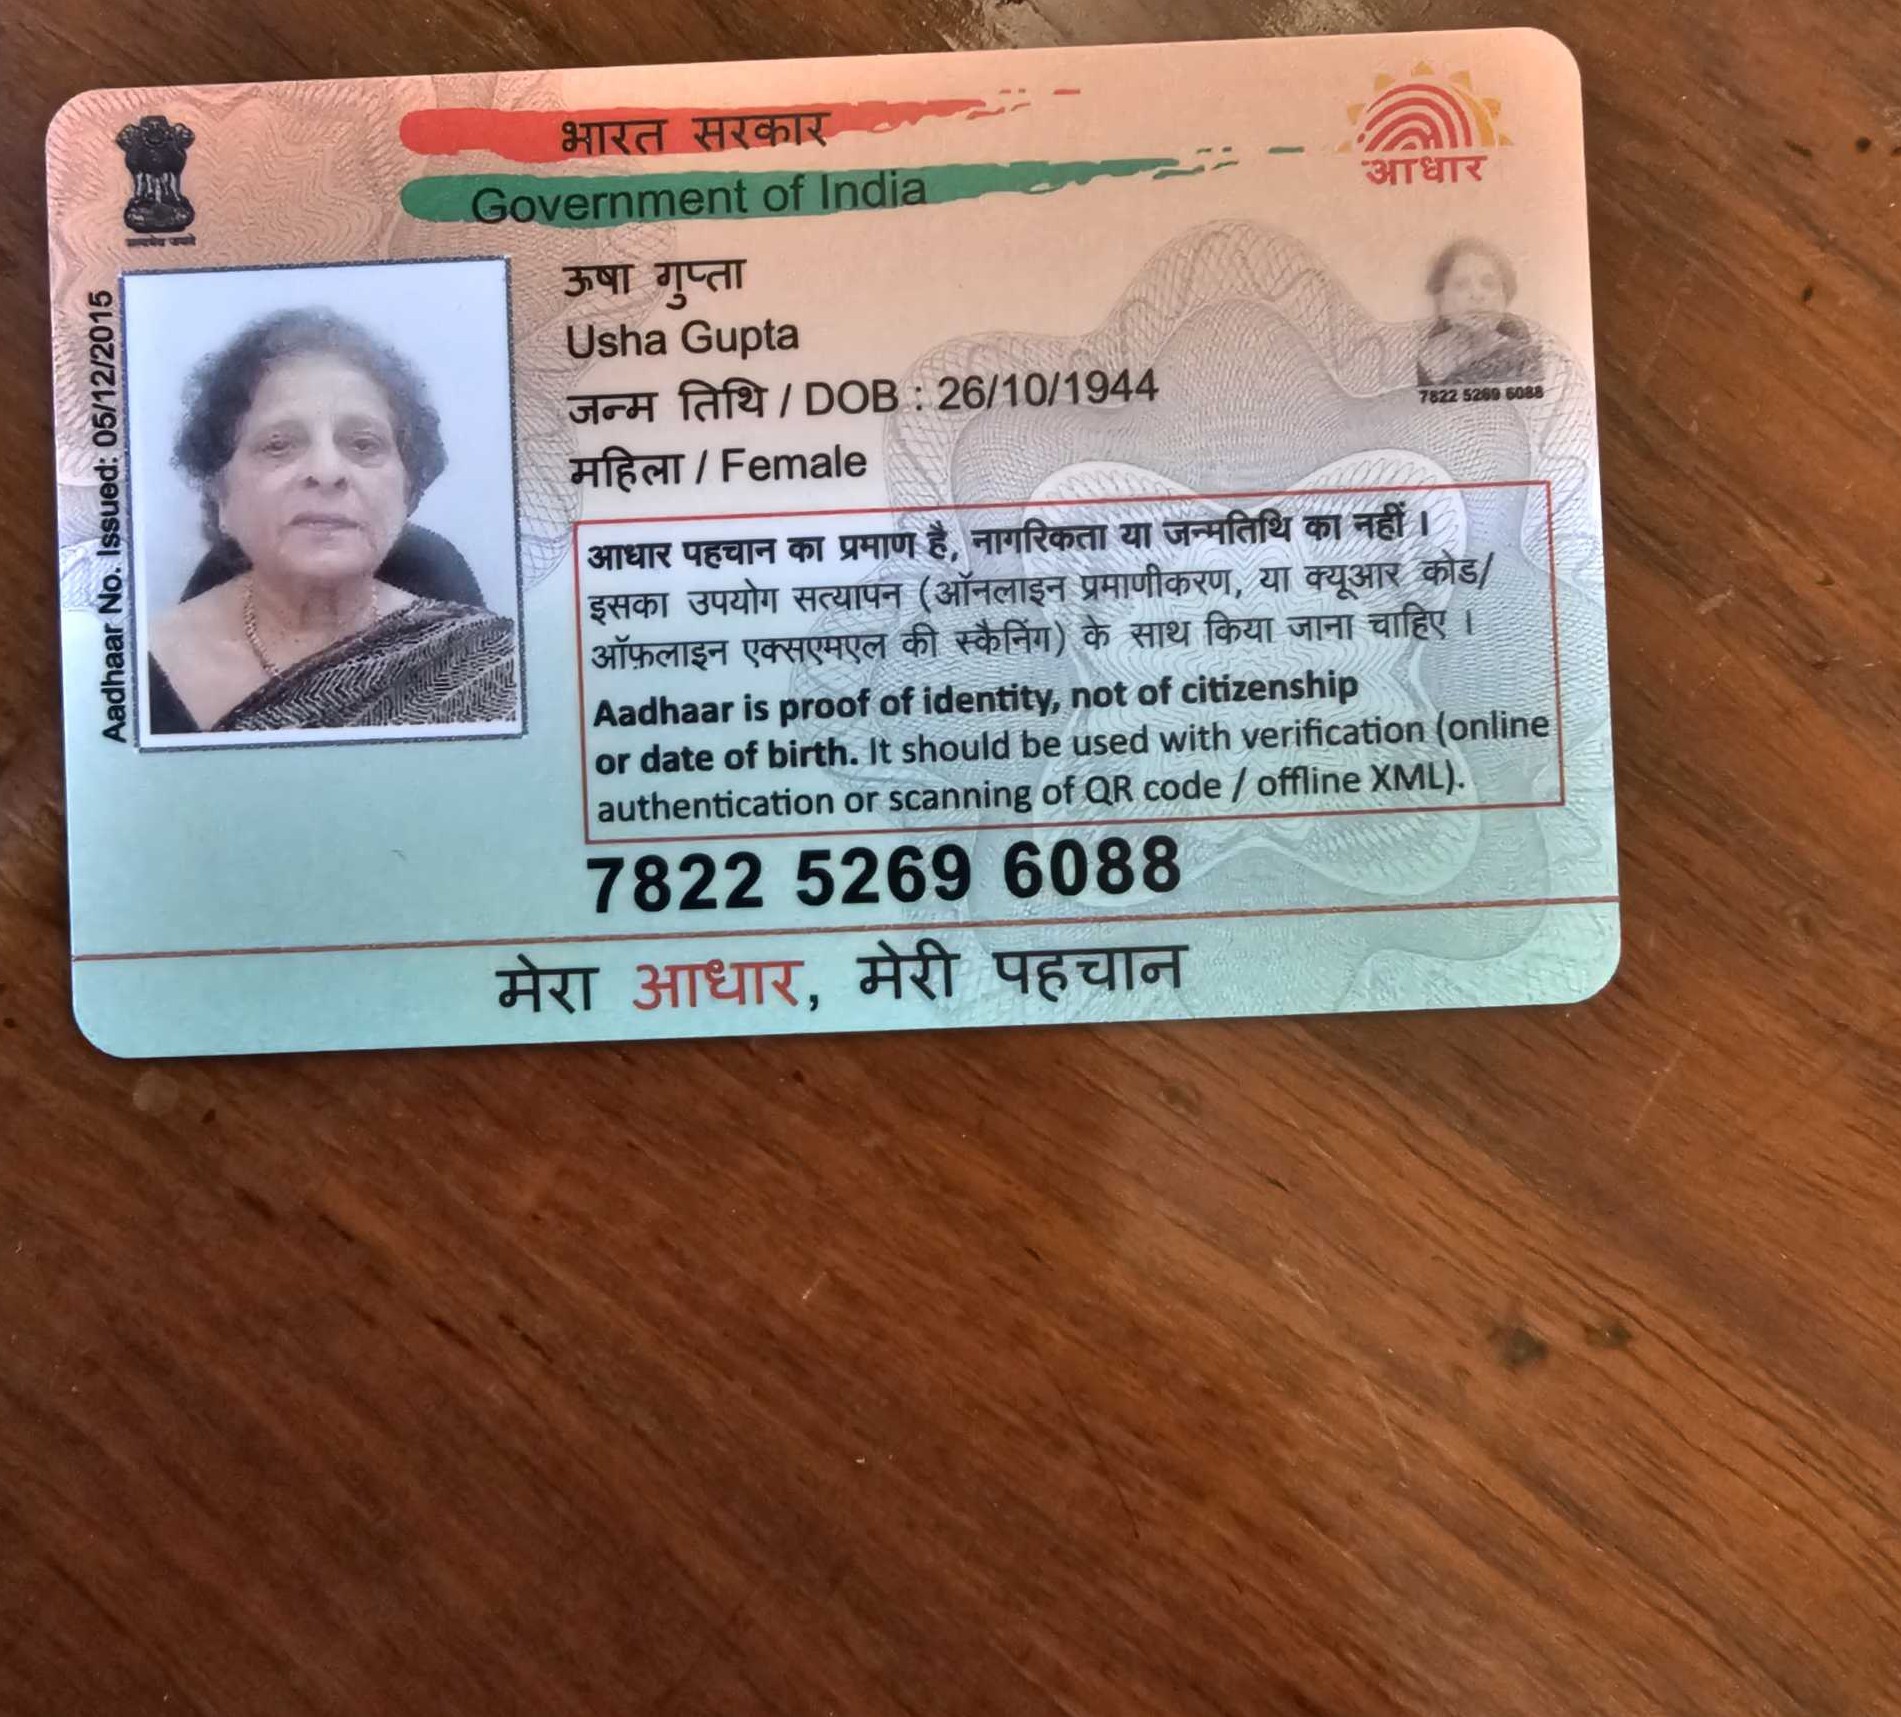 भारत सरकार
Government of India
आधार
सत्यमेव जयते
Aadhaar No. Issued: 05/12/2015
ऊषा गुप्ता
Usha Gupta
जन्म तिथि / DOB : 26/10/1944
महिला / Female
7822 5269 6088
आधार पहचान का प्रमाण है, नागरिकता या जन्मतिथि का नहीं ।
इसका उपयोग सत्यापन (ऑनलाइन प्रमाणीकरण, या क्यूआर कोड/
ऑफ़लाइन एक्सएमएल की स्कैनिंग) के साथ किया जाना चाहिए ।
Aadhaar is proof of identity, not of citizenship
or date of birth. It should be used with verification (online
authentication or scanning of QR code / offline XML).
7822 5269 6088
मेरा आधार, मेरी पहचान